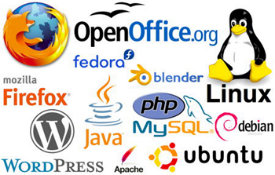 OpenOffice.org
fedora
f
blender
mozilla
Firefox
Linux
Java
php
MySQL
debian
WORDPRESS
W
Apache
ubuntu